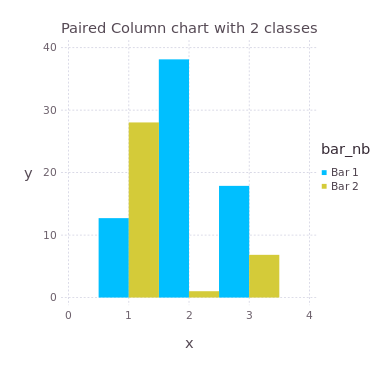 Paired Column chart with 2 classes
40
30
20
10
0
y
0 1 2 3 4
x
bar_nb
Bar 1
Bar 2